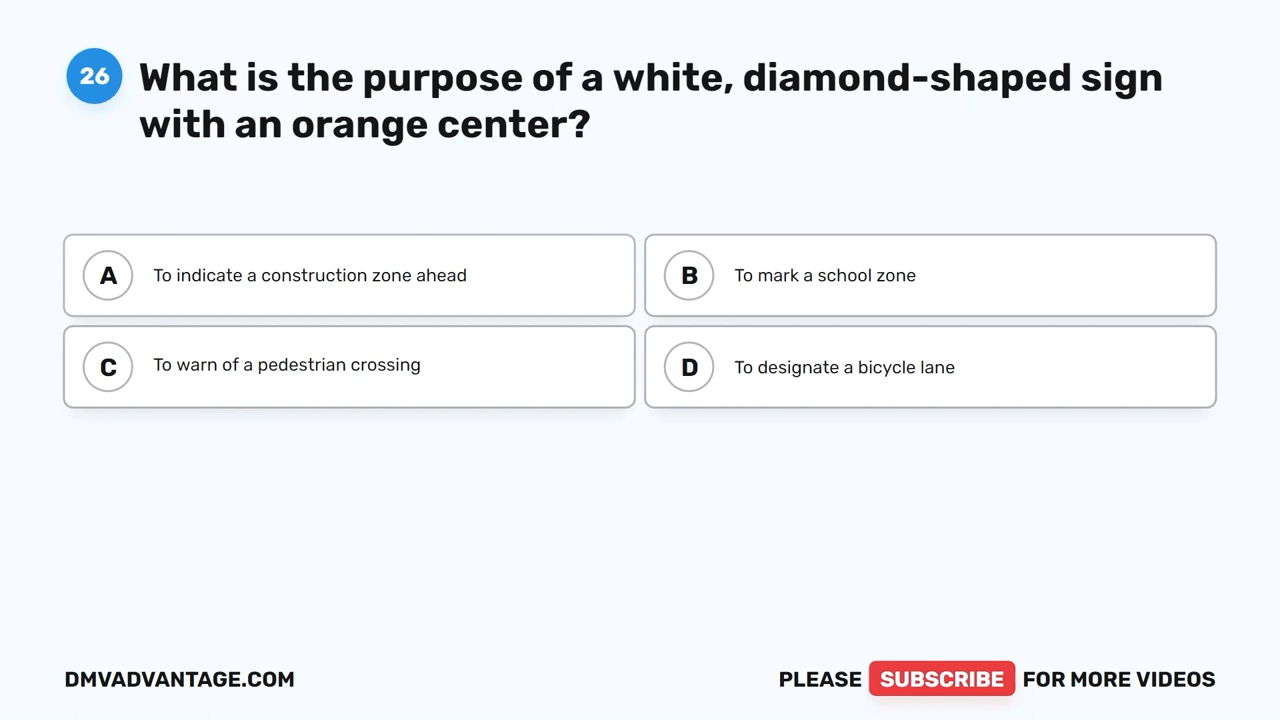 26
What is the purpose of a white, diamond-shaped sign
with an orange center?
A To indicate a construction zone ahead
B To mark a school zone
C To warn of a pedestrian crossing
D To designate a bicycle lane
DMVADVANTAGE.COM
PLEASE SUBSCRIBE FOR MORE VIDEOS